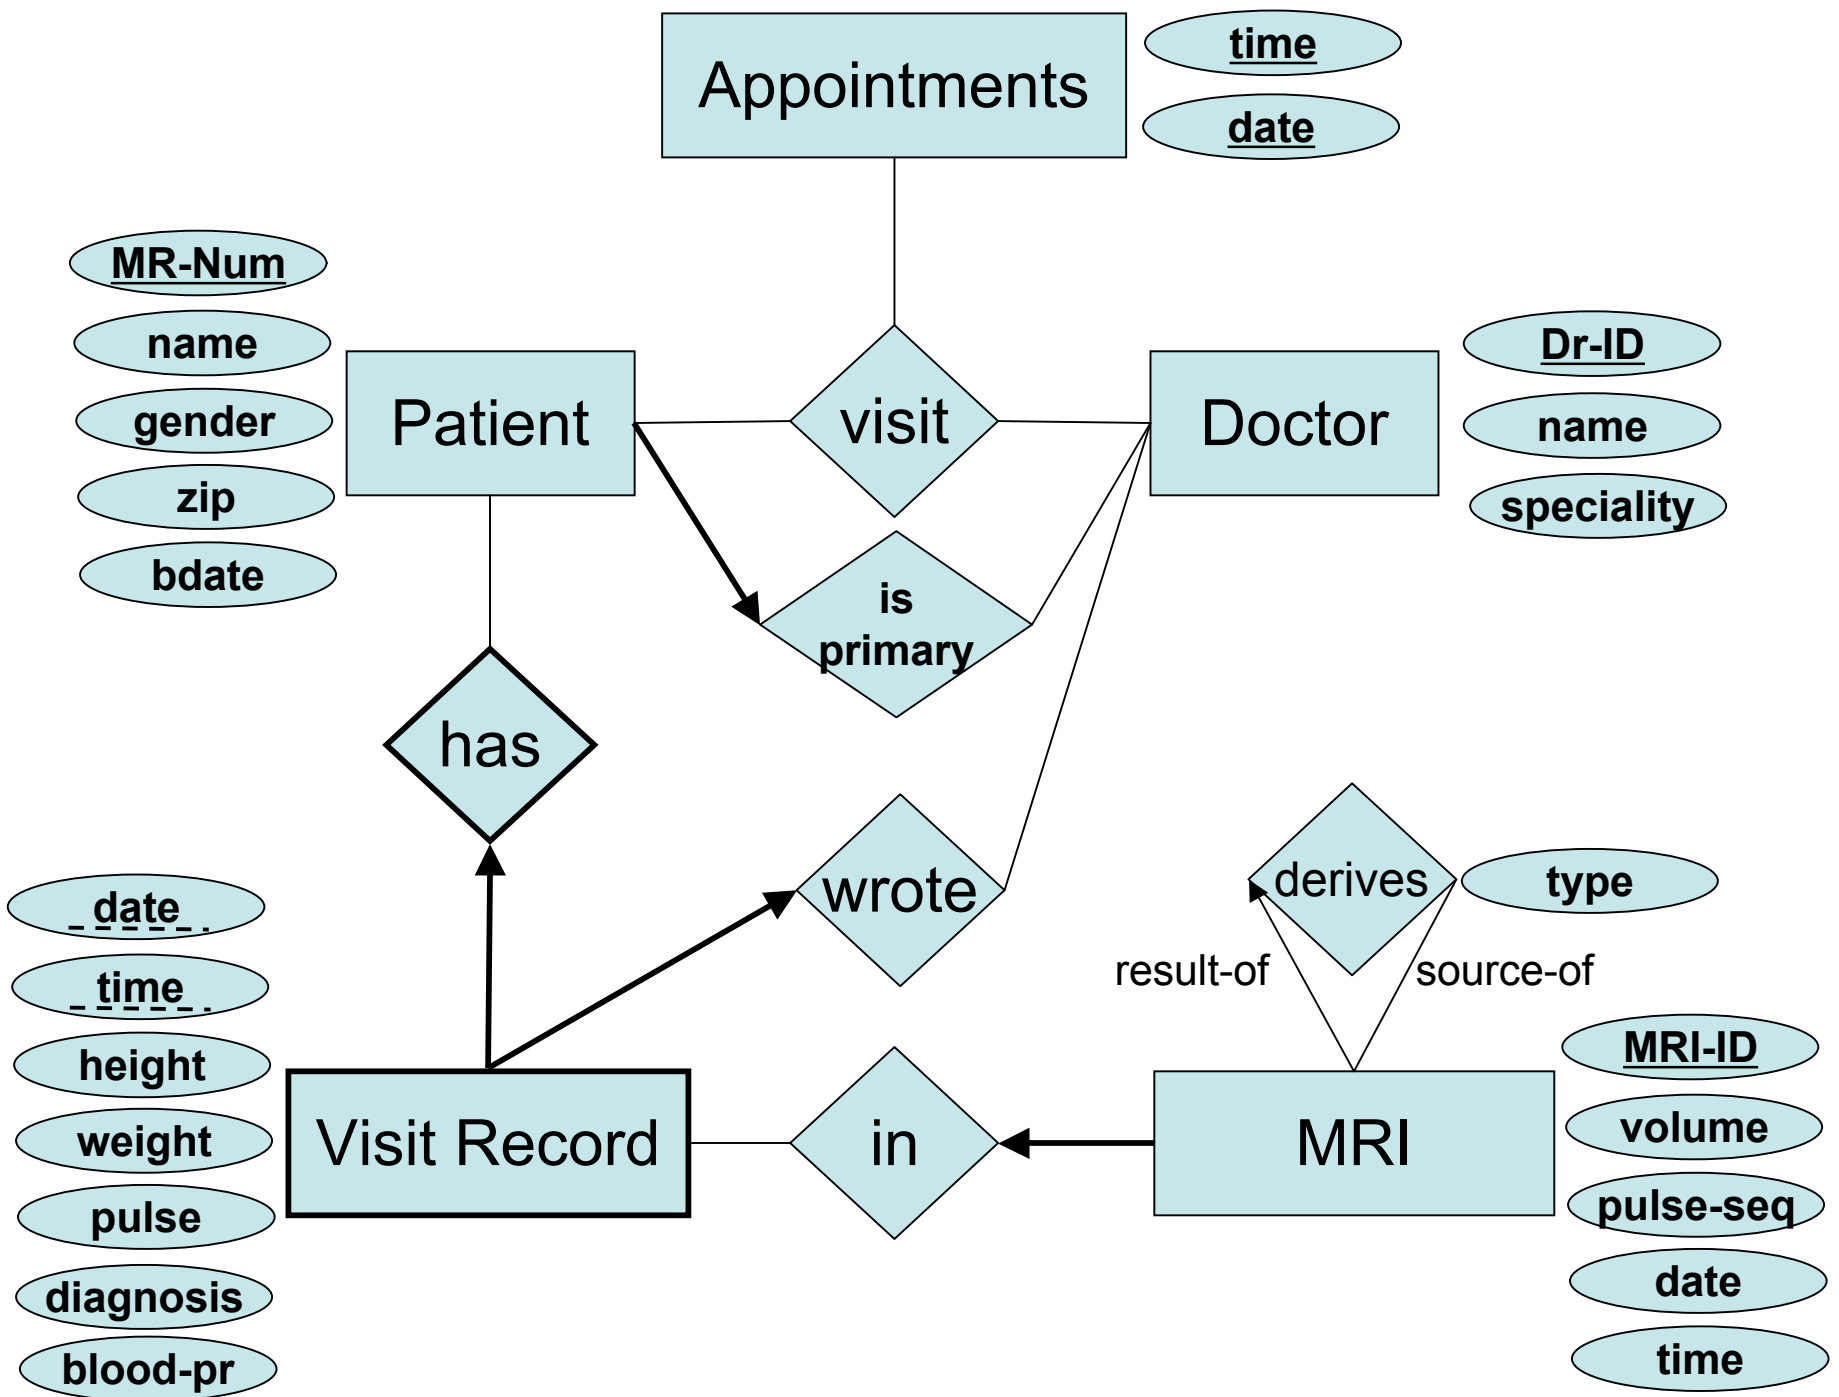 Appointments
time
date
MR-Num
name
gender
zip
bdate
Patient
visit
Doctor
Dr-ID
name
speciality
is
primary
has
wrote
derives
type
result-of
source-of
date
time
height
weight
pulse
diagnosis
blood-pr
Visit Record
in
MRI
MRI-ID
volume
pulse-seq
date
time